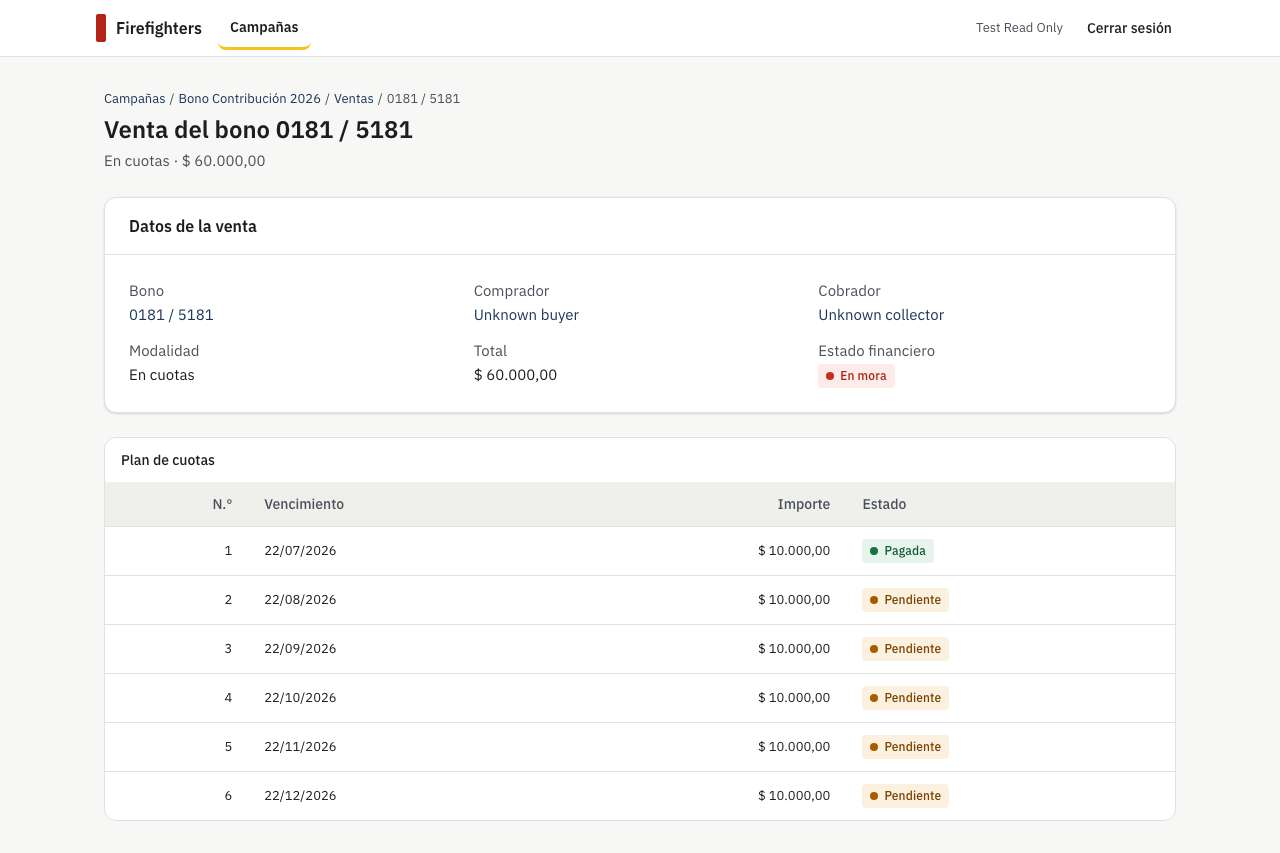 Firefighters Campañas Test Read Only Cerrar sesión
Campañas / Bono Contribución 2026 / Ventas / 0181 / 5181
Venta del bono 0181 / 5181
En cuotas · $ 60.000,00
Datos de la venta
Bono Comprador Cobrador
0181 / 5181 Unknown buyer Unknown collector
Modalidad Total Estado financiero
En cuotas $ 60.000,00 En mora
Plan de cuotas
N.º Vencimiento Importe Estado
1 22/07/2026 $ 10.000,00 Pagada
2 22/08/2026 $ 10.000,00 Pendiente
3 22/09/2026 $ 10.000,00 Pendiente
4 22/10/2026 $ 10.000,00 Pendiente
5 22/11/2026 $ 10.000,00 Pendiente
6 22/12/2026 $ 10.000,00 Pendiente